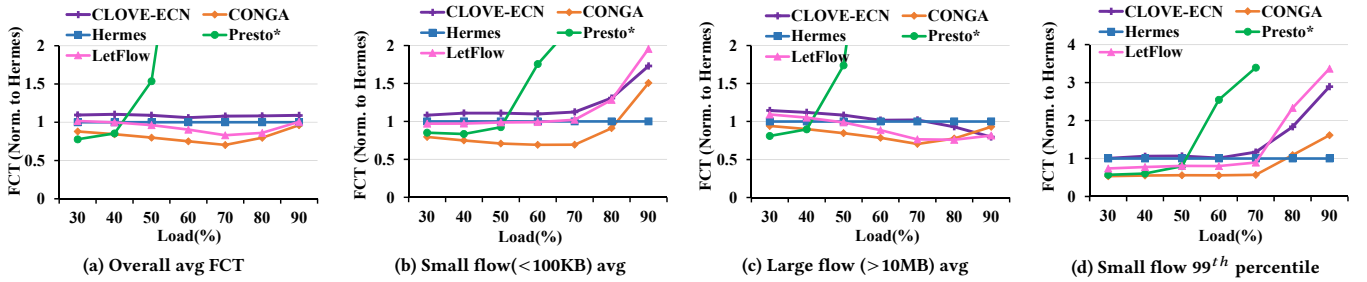 CLOVE-ECN CONGA
Hermes Presto*
LetFlow
FCT (Norm. to Hermes)
2
1.5
1
0.5
0
30 40 50 60 70 80 90
Load(%)
(a) Overall avg FCT
CLOVE-ECN CONGA
Hermes Presto*
LetFlow
FCT (Norm. to Hermes)
2
1.5
1
0.5
0
30 40 50 60 70 80 90
Load(%)
(b) Small flow(<100KB) avg
CLOVE-ECN CONGA
Hermes Presto*
LetFlow
FCT (Norm. to Hermes)
2
1.5
1
0.5
0
30 40 50 60 70 80 90
Load(%)
(c) Large flow (>10MB) avg
CLOVE-ECN CONGA
Hermes Presto*
LetFlow
FCT (Norm. to Hermes)
4
3
2
1
0
30 40 50 60 70 80 90
Load(%)
(d) Small flow 99th percentile